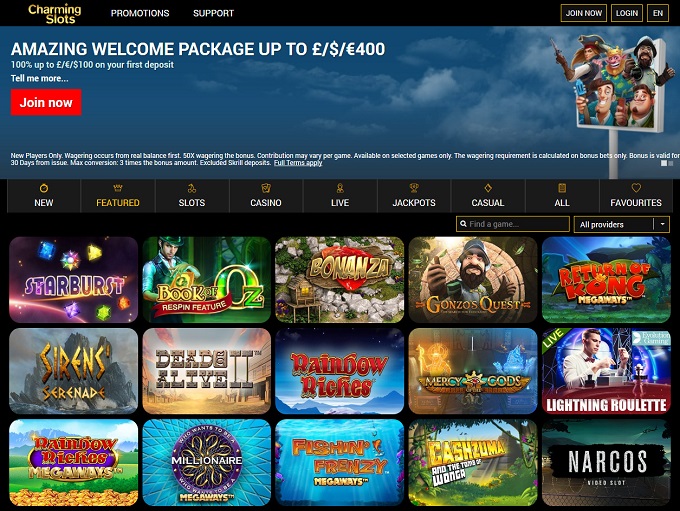 Charming
Slots
PROMOTIONS
SUPPORT
JOIN NOW
LOGIN
EN
AMAZING WELCOME PACKAGE UP TO £/$/€400
100% up to £/€/$100 on your first deposit
Tell me more...
Join now
New Players Only. Wagering occurs from real balance first. 50X wagering the bonus. Contribution may vary per game. Available on selected games only. The wagering requirement is calculated on bonus bets only. Bonus is valid for
30 Days from issue. Max conversion: 3 times the bonus amount. Excluded Skrill deposits. Full Terms apply
NEW
FEATURED
SLOTS
CASINO
LIVE
JACKPOTS
CASUAL
ALL
FAVOURITES
Find a game...
All providers
STARBURST
BOOK OF OZ
RESPIN FEATURE
BONANZA
GONZO'S QUEST
RETURN OF
KONG
MEGAWAYS™
SIRENS'
SERENADE
DEAD OR
ALIVE II™
Rainbow
Riches
MERCY OF THE GODS
LIVE
Evolution
Gaming
LIGHTNING ROULETTE
Rainbow
Riches
MEGAWAYS™
WHO WANTS TO BE A
MILLIONAIRE
MEGAWAYS™
FISHIN' FRENZY
MEGAWAYS™
CASHZUMA
AND THE TOMB OF
WONGA
NARCOS
VIDEO SLOT